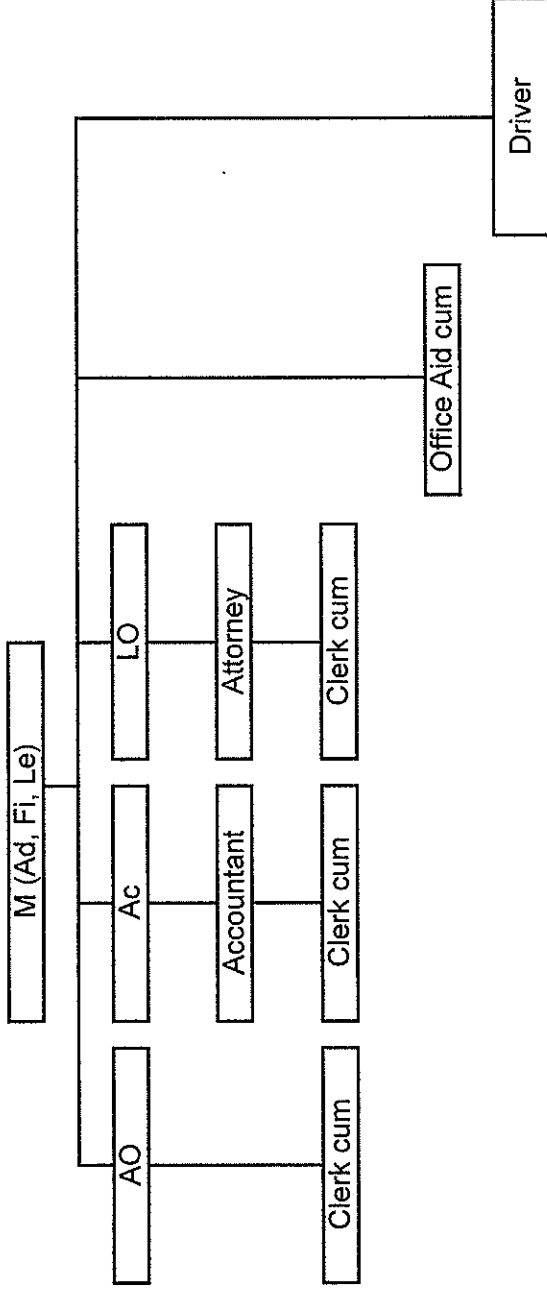 M (Ad, Fi, Le)
AO
Ac
LO
Accountant
Attorney
Clerk cum
Clerk cum
Clerk cum
Office Aid cum
Driver